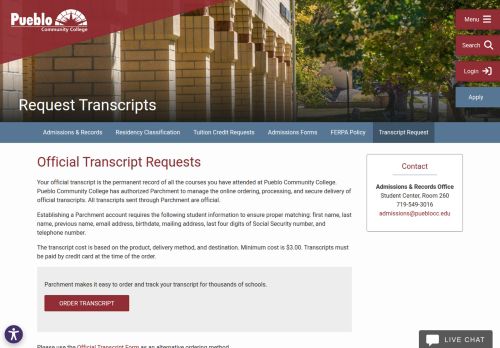 Pueblo
Community College
Menu
Search
Login
Apply
Request Transcripts
Admissions & Records Residency Classification Tuition Credit Requests Admissions Forms FERPA Policy Transcript Request
Official Transcript Requests
Your official transcript is the permanent record of all the courses you have attended at Pueblo Community College.
Pueblo Community College has authorized Parchment to manage the online ordering, processing, and secure delivery of
official transcripts. All transcripts sent through Parchment are official.
Establishing a Parchment account requires the following student information to ensure proper matching; first name, last
name, previous name, email address, birthdate, mailing address, last four digits of Social Security number, and
telephone number.
The transcript cost is based on the product, delivery method, and destination. Minimum cost is $3.00. Transcripts must
be paid by credit card at the time of the order.
Parchment makes it easy to order and track your transcript for thousands of schools.
ORDER TRANSCRIPT
Please use the Official Transcript Form as an alternative ordering method.
Contact
Admissions & Records Office
Student Center, Room 260
719-549-3016
admissions@pueblocc.edu
LIVE CHAT